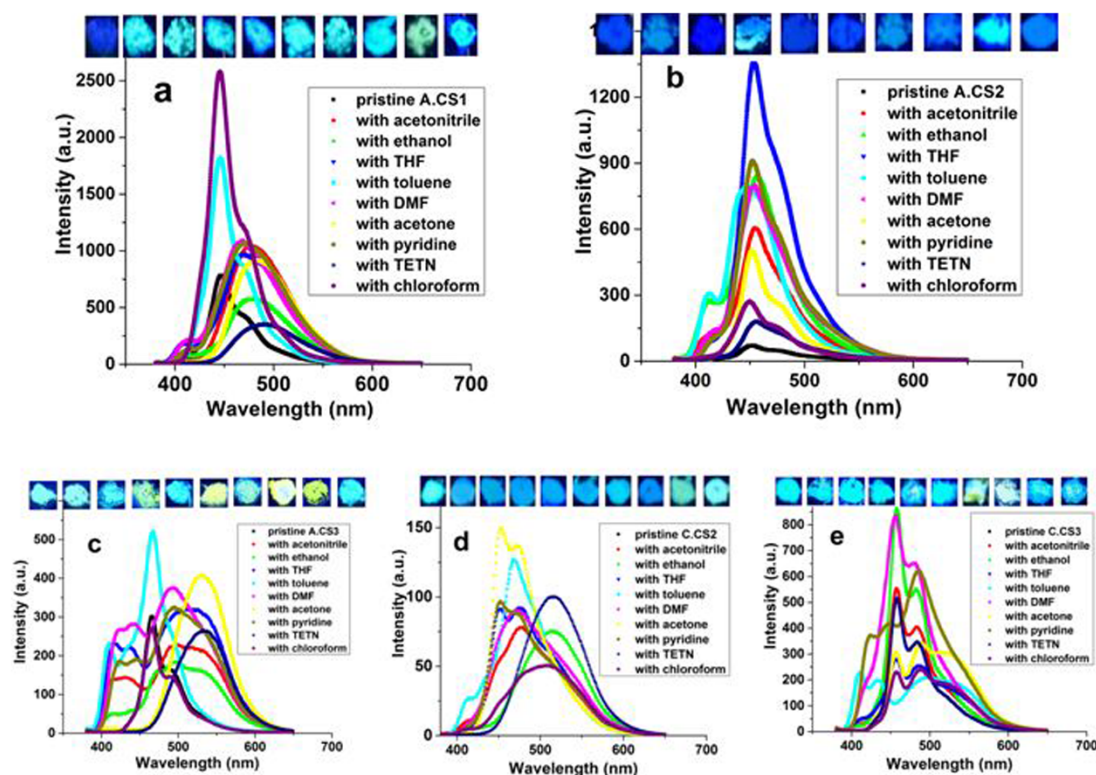 a
2500
2000
1500
1000
500
0
400
500
600
700
Intensity (a.u.)
Wavelength (nm)
pristine A.CS1
with acetonitrile
with ethanol
with THF
with toluene
with DMF
with acetone
with pyridine
with TETN
with chloroform
b
1200
900
600
300
0
400
500
600
700
Intensity (a.u.)
Wavelength (nm)
pristine A.CS2
with acetonitrile
with ethanol
with THF
with toluene
with DMF
with acetone
with pyridine
with TETN
with chloroform
c
500
400
300
200
100
0
400
500
600
700
Intensity (a.u.)
Wavelength (nm)
pristine A.CS3
with acetonitrile
with ethanol
with THF
with toluene
with DMF
with acetone
with pyridine
with TETN
with chloroform
d
150
100
50
0
400
500
600
700
Intensity (a.u.)
Wavelength (nm)
pristine C.CS2
with acetonitrile
with ethanol
with THF
with toluene
with DMF
with acetone
with pyridine
with TETN
with chloroform
e
800
700
600
500
400
300
200
100
0
400
500
600
700
Intensity (a.u.)
Wavelength (nm)
pristine C.CS3
with acetonitrile
with ethanol
with THF
with toluene
with DMF
with acetone
with pyridine
with TETN
with chloroform